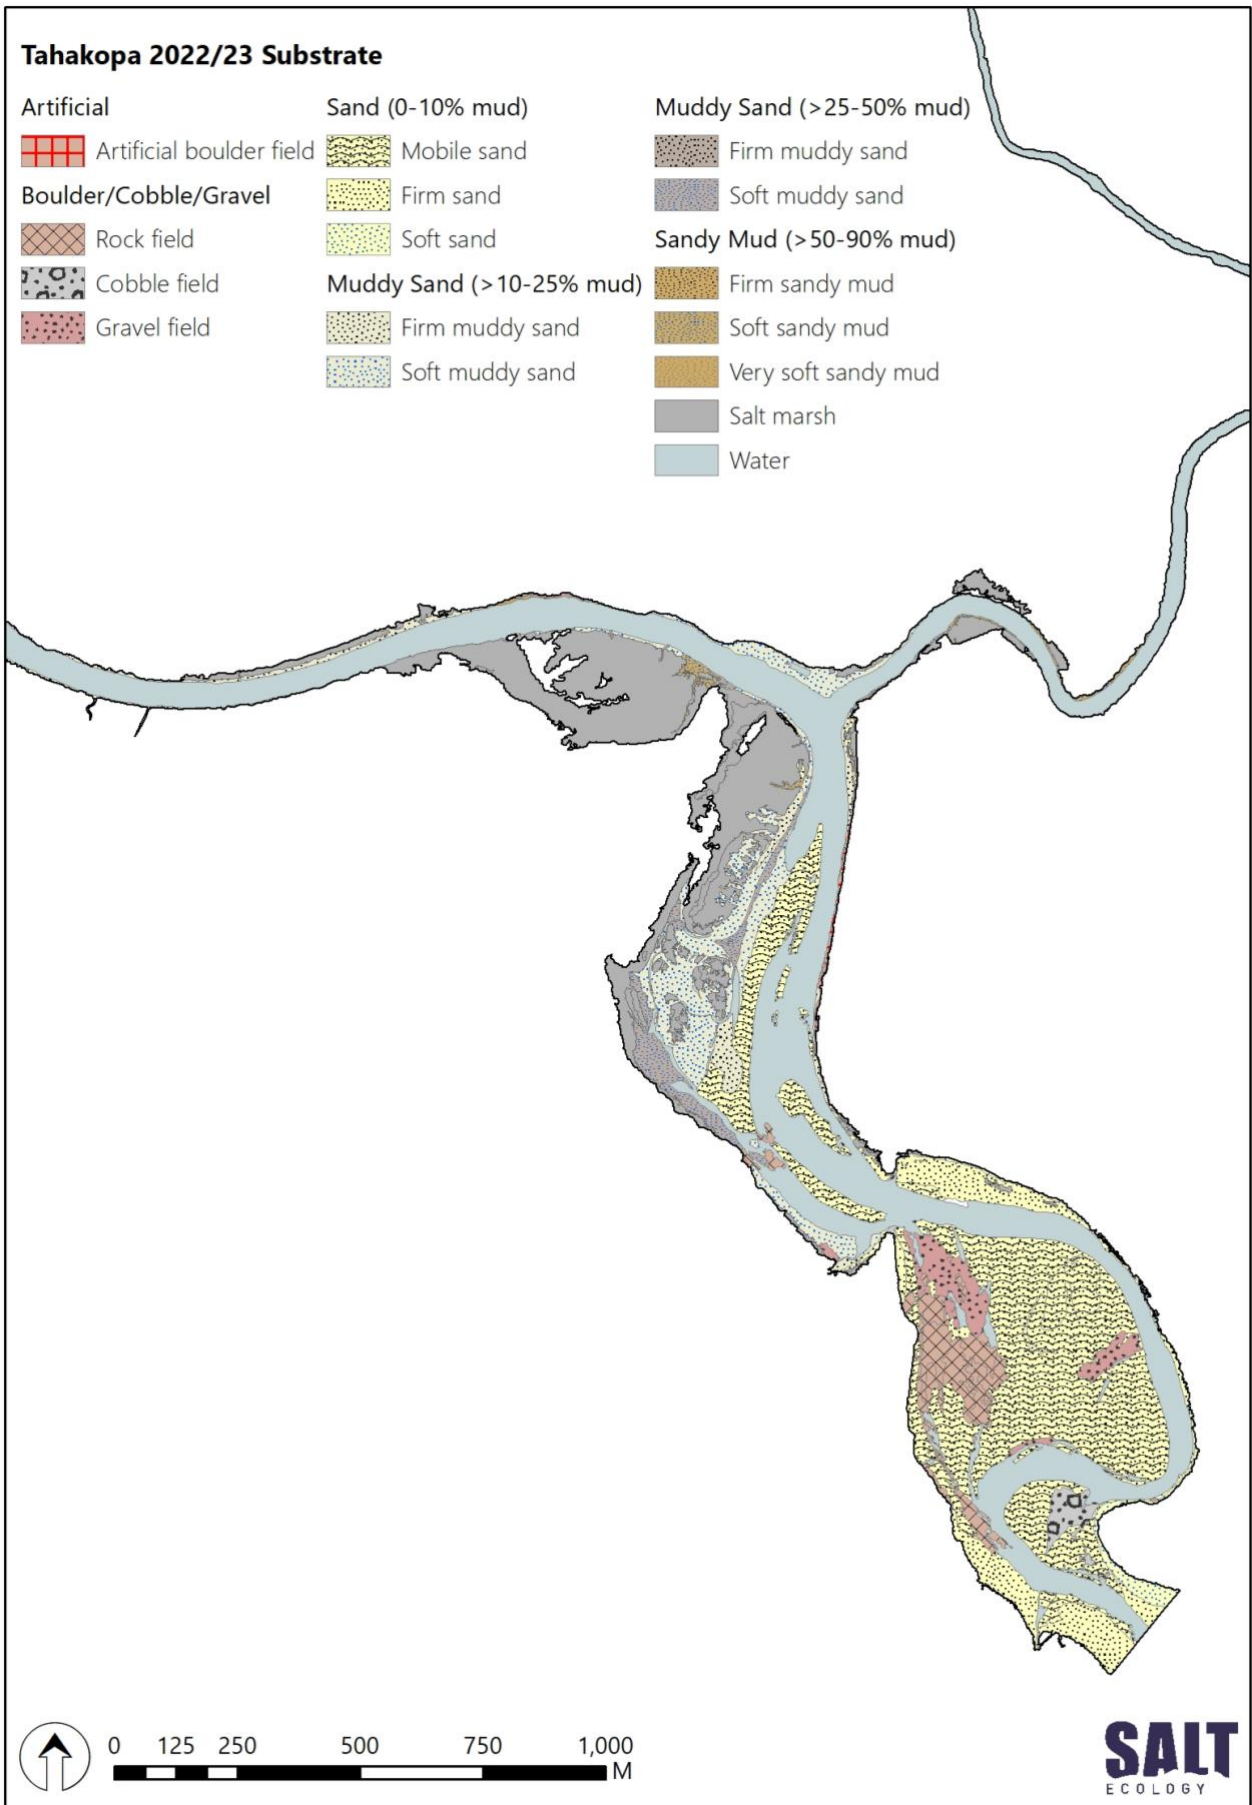 Tahakopa 2022/23 Substrate
Artificial
Artificial boulder field
Boulder/Cobble/Gravel
Rock field
Cobble field
Gravel field
Sand (0-10% mud)
Mobile sand
Firm sand
Soft sand
Muddy Sand (>10-25% mud)
Firm muddy sand
Soft muddy sand
Muddy Sand (>25-50% mud)
Firm muddy sand
Soft muddy sand
Sandy Mud (>50-90% mud)
Firm sandy mud
Soft sandy mud
Very soft sandy mud
Salt marsh
Water
0 125 250 500 750 1,000
M
SALT
ECOLOGY